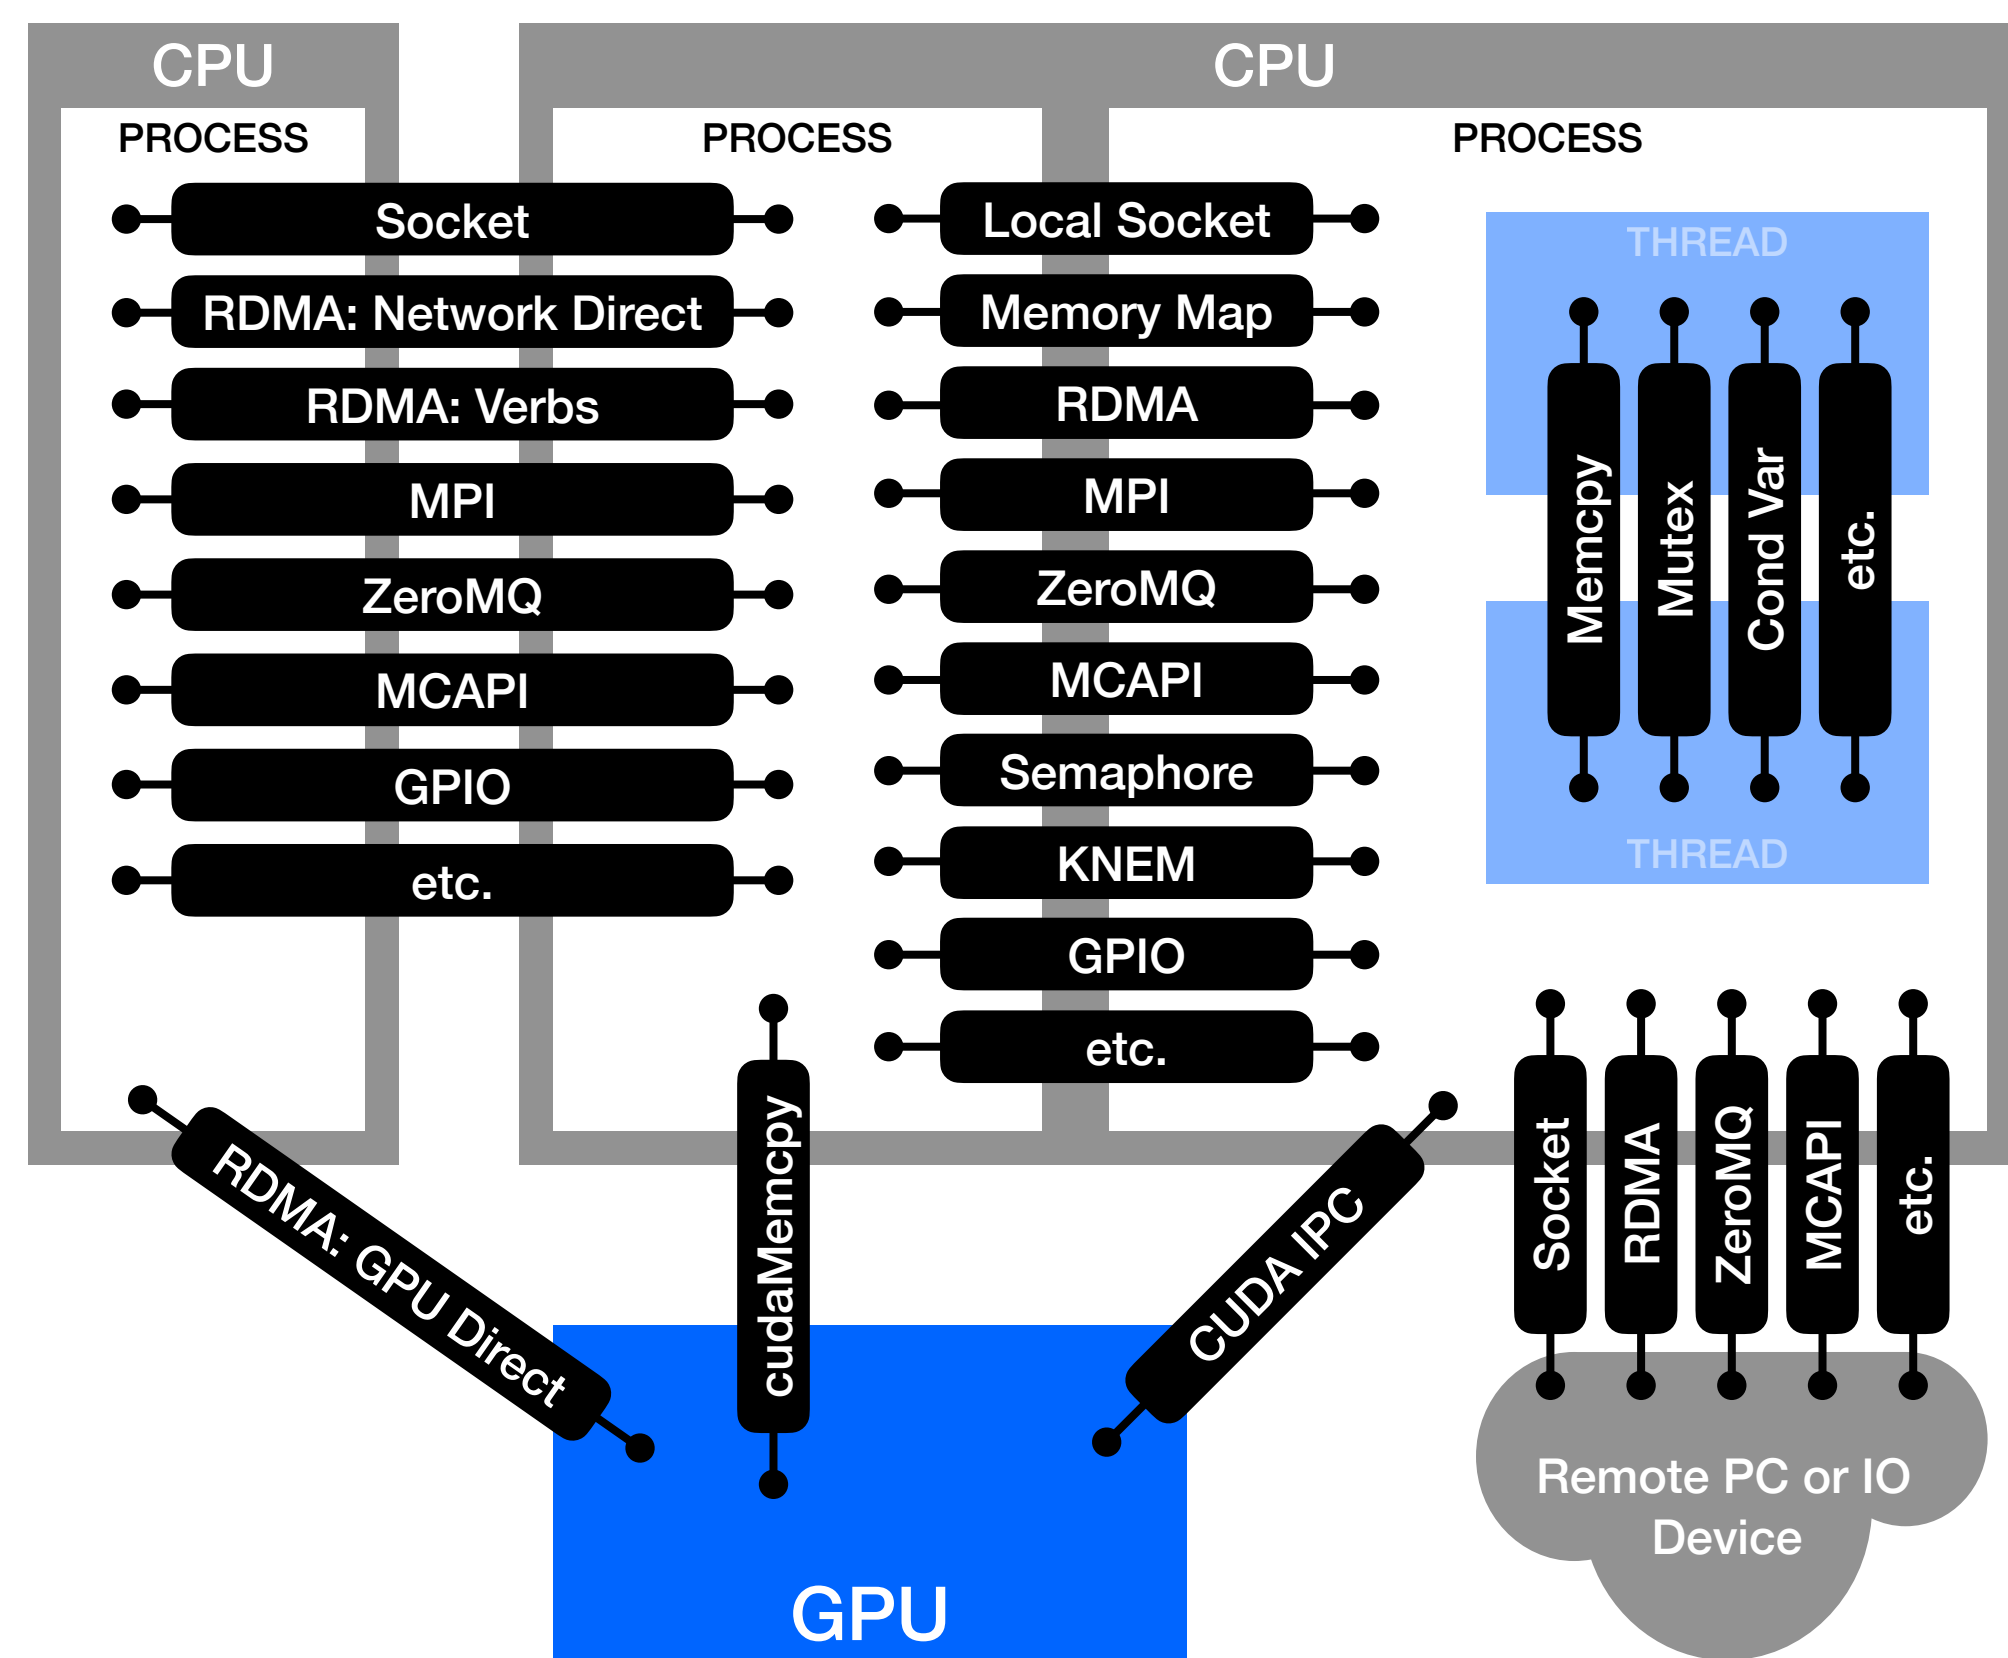 CPU
CPU
PROCESS
PROCESS
PROCESS
Socket
RDMA: Network Direct
RDMA: Verbs
MPI
ZeroMQ
MCAPI
GPIO
etc.
Local Socket
Memory Map
RDMA
MPI
ZeroMQ
MCAPI
Semaphore
KNEM
GPIO
etc.
THREAD
Memcpy
Mutex
Cond Var
etc.
THREAD
RDMA: GPU Direct
cudaMemcpy
CUDA IPC
Socket
RDMA
ZeroMQ
MCAPI
etc.
Remote PC or IO
Device
GPU